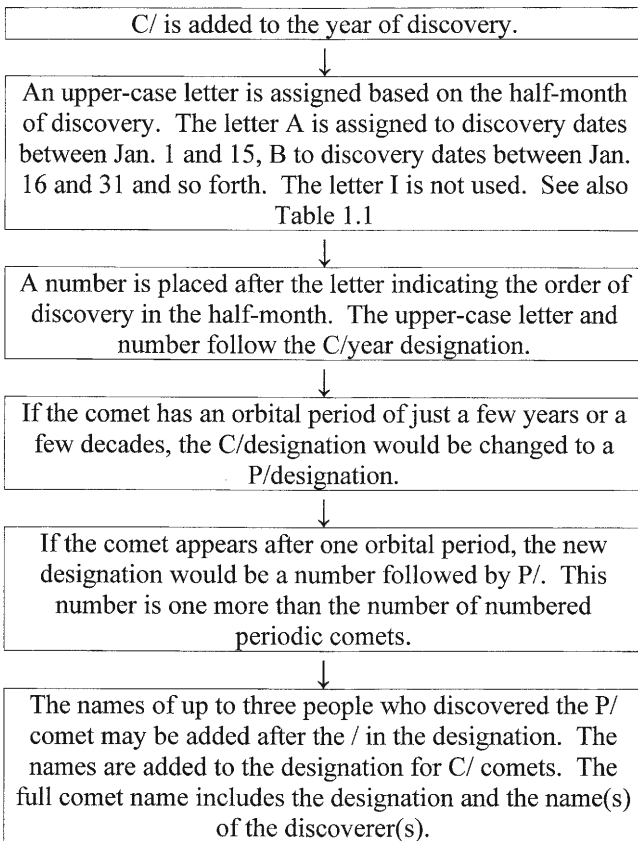 C/ is added to the year of discovery.
An upper-case letter is assigned based on the half-month
of discovery. The letter A is assigned to discovery dates
between Jan. 1 and 15, B to discovery dates between Jan.
16 and 31 and so forth. The letter I is not used. See also
Table 1.1
A number is placed after the letter indicating the order of
discovery in the half-month. The upper-case letter and
number follow the C/year designation.
If the comet has an orbital period of just a few years or a
few decades, the C/designation would be changed to a
P/designation.
If the comet appears after one orbital period, the new
designation would be a number followed by P/. This
number is one more than the number of numbered
periodic comets.
The names of up to three people who discovered the P/
comet may be added after the / in the designation. The
names are added to the designation for C/ comets. The
full comet name includes the designation and the name(s)
of the discoverer(s).